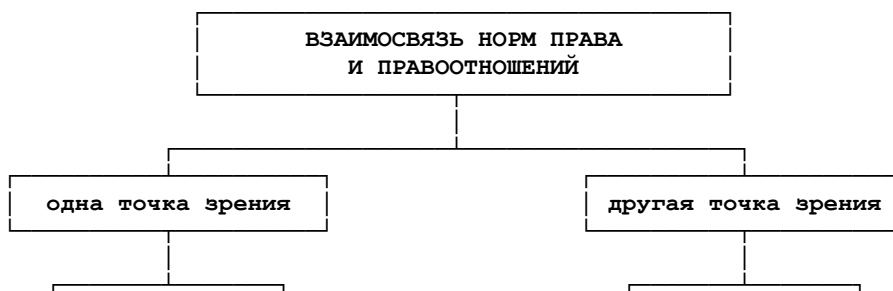 ВЗАИМОСВЯЗЬ НОРМ ПРАВА
И ПРАВООТНОШЕНИЙ
одна точка зрения
другая точка зрения